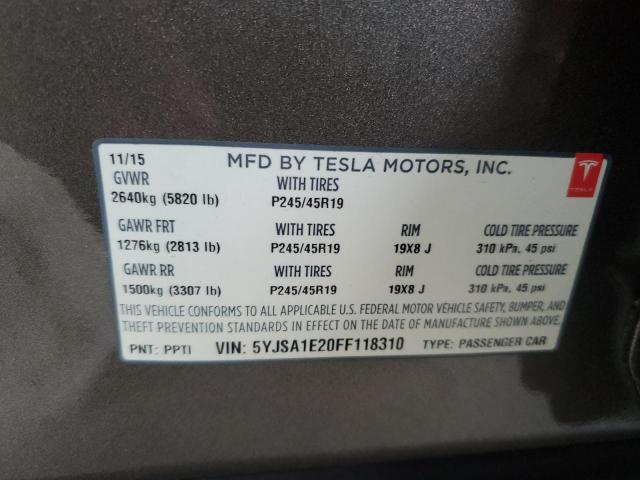 11/15 MFD BY TESLA MOTORS, INC.
GVWR WITH TIRES
2640kg (5820 lb) P245/45R19
GAWR FRT WITH TIRES RIM COLD TIRE PRESSURE
1276kg (2813 lb) P245/45R19 19X8 J 310 kPa, 45 psi
GAWR RR WITH TIRES RIM COLD TIRE PRESSURE
1500kg (3307 lb) P245/45R19 19X8 J 310 kPa, 45 psi
THIS VEHICLE CONFORMS TO ALL APPLICABLE U.S. FEDERAL MOTOR VEHICLE SAFETY, BUMPER, AND
THEFT PREVENTION STANDARDS IN EFFECT ON THE DATE OF MANUFACTURE SHOWN ABOVE.
PNT: PPTI VIN: 5YJSA1E20FF118310 TYPE: PASSENGER CAR
TESLA